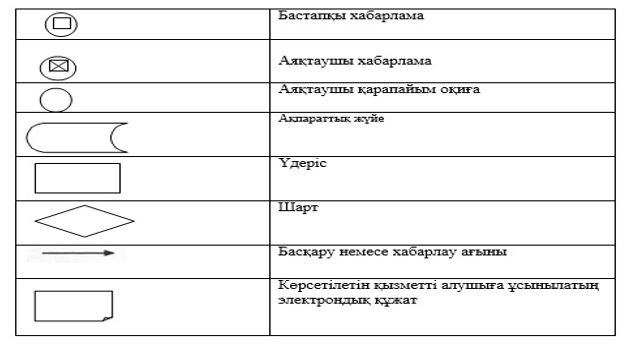 Бастапқы хабарлама
Аяқтаушы хабарлама
Аяқтаушы қарапайым оқиға
Ақпараттық жүйе
Үдеріс
Шарт
Басқару немесе хабарлау ағыны
Көрсетілетін қызметті алушыға ұсынылатың
электрондық құжат